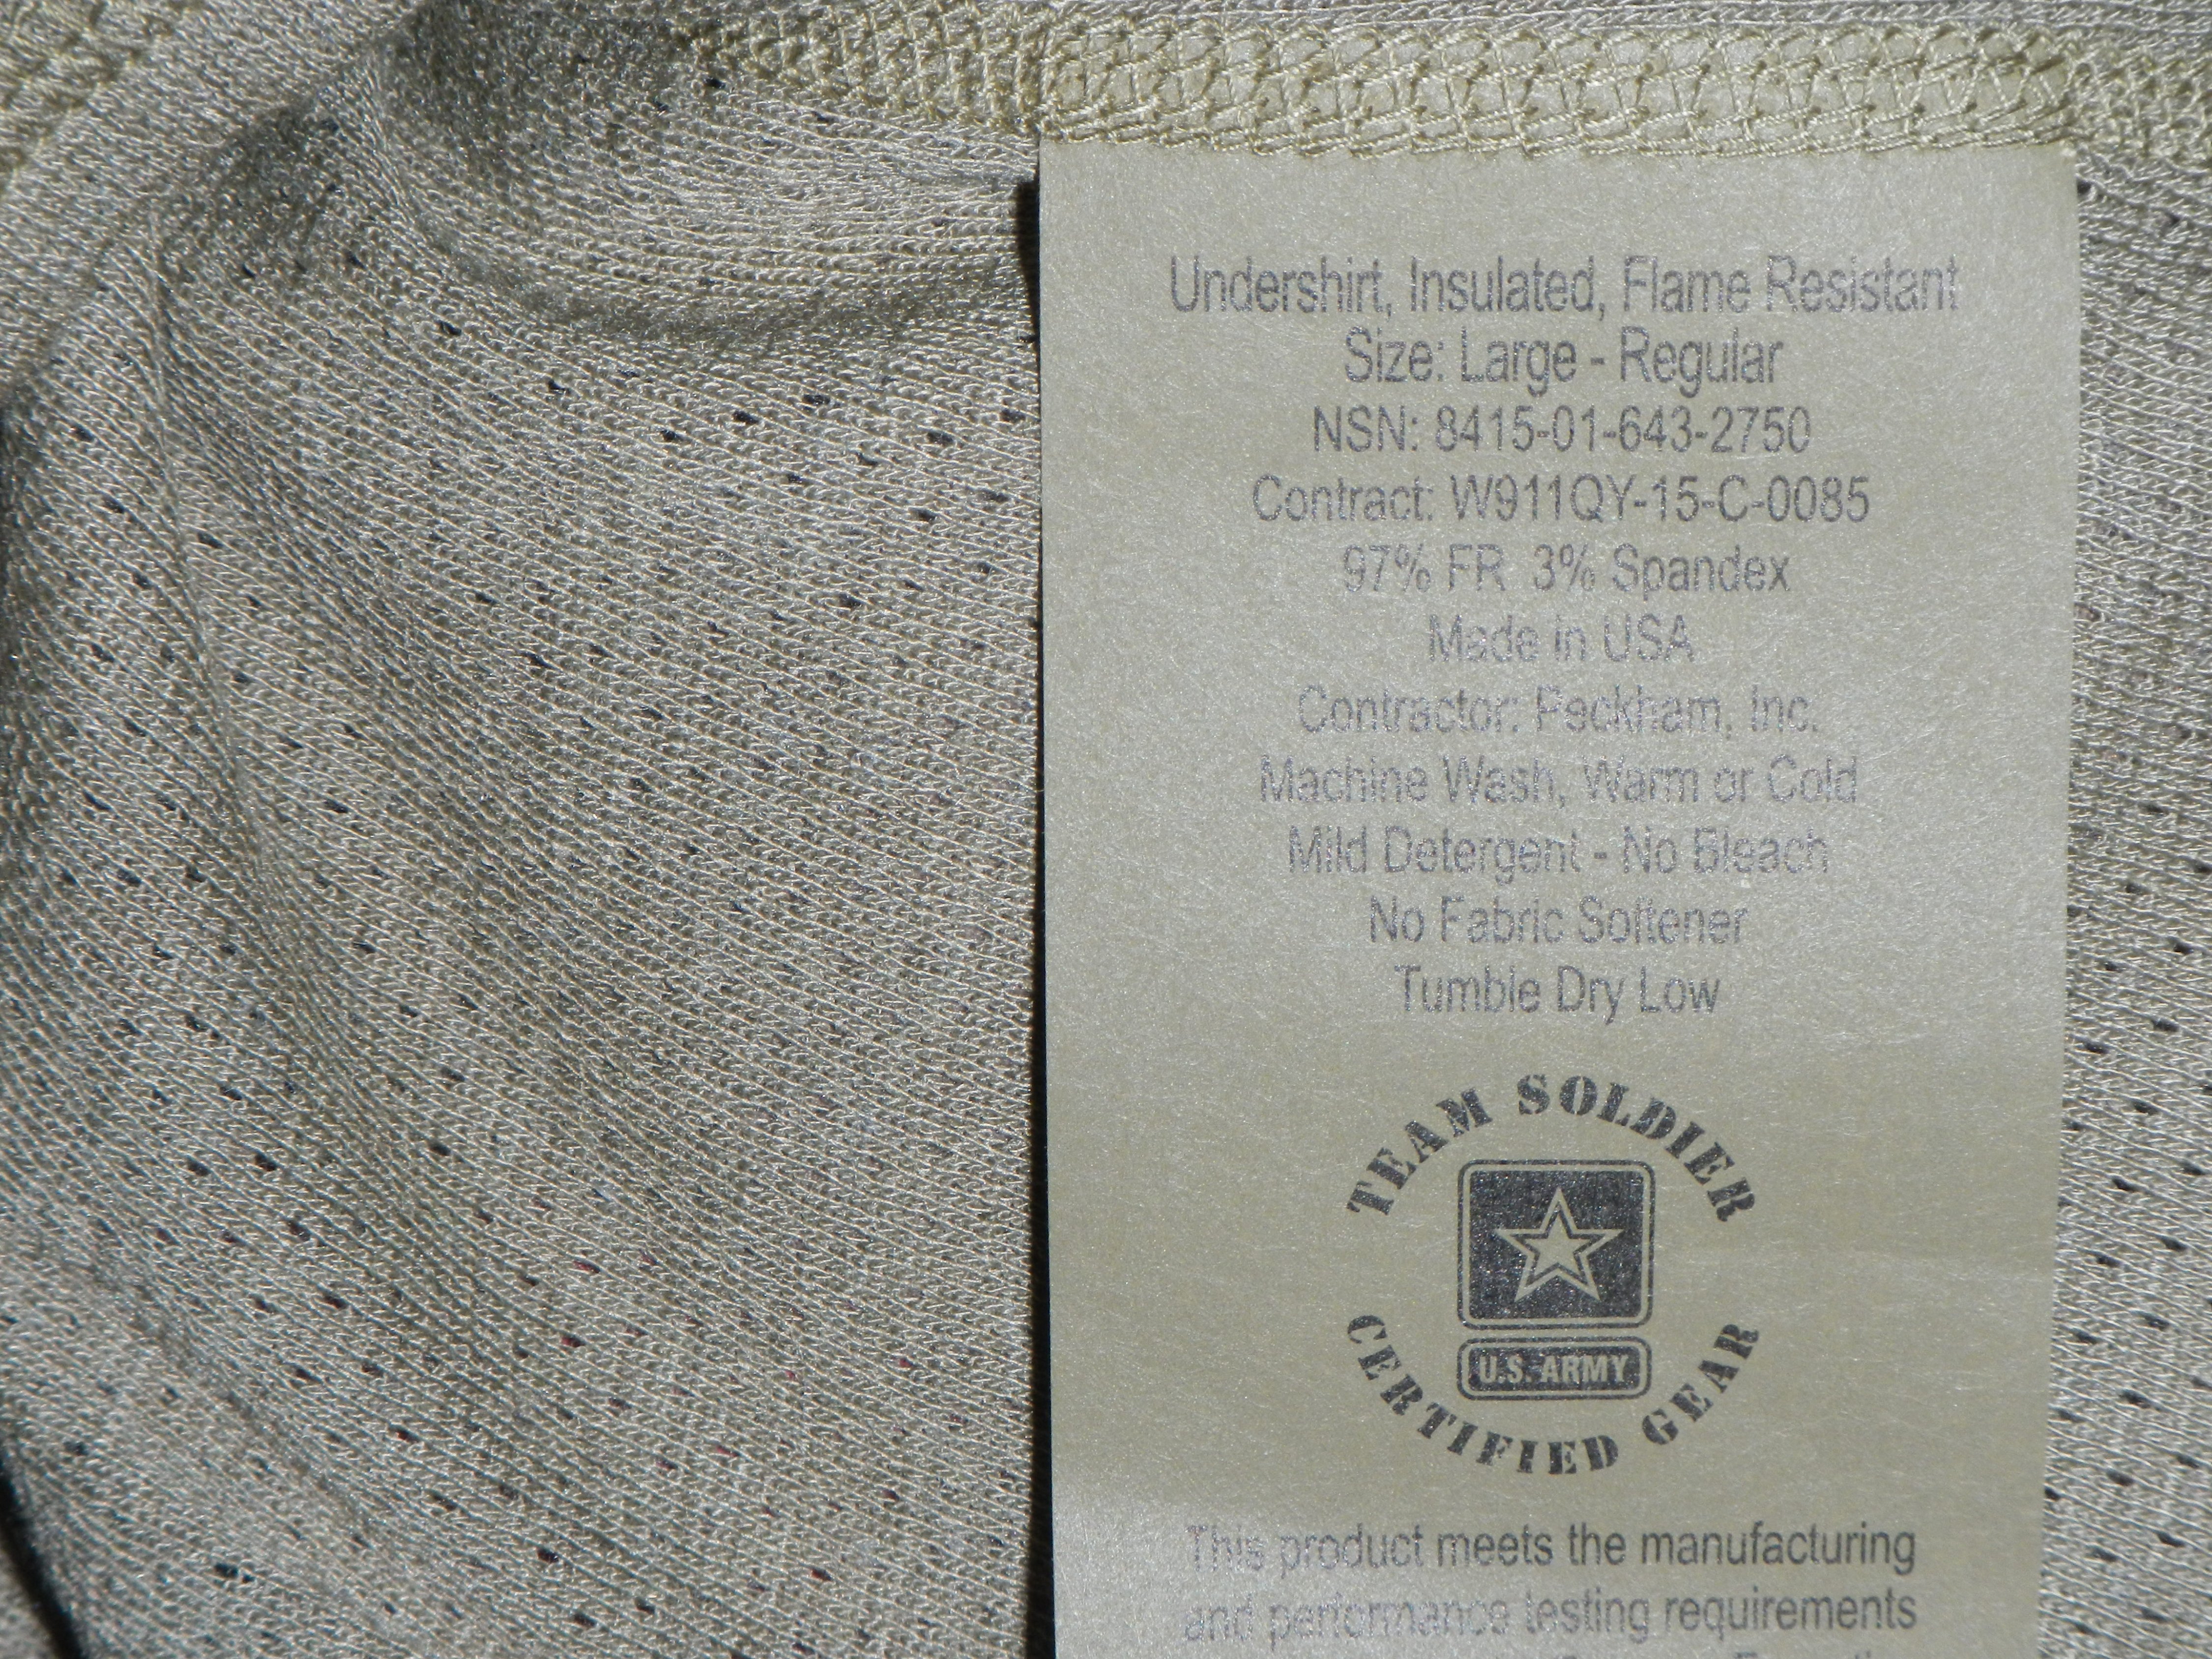 Undershirt, Insulated, Flame Resistant
Size: Large - Regular
NSN: 8415-01-643-2750
Contract: W911QY-15-C-0085
97% FR 3% Spandex
Made in USA
Contractor: Peckham, Inc.
Machine Wash, Warm or Cold
Mild Detergent - No Bleach
No Fabric Softener
Tumble Dry Low
TEAM SOLDIER
U.S. ARMY
CERTIFIED GEAR
This product meets the manufacturing
and performance testing requirements